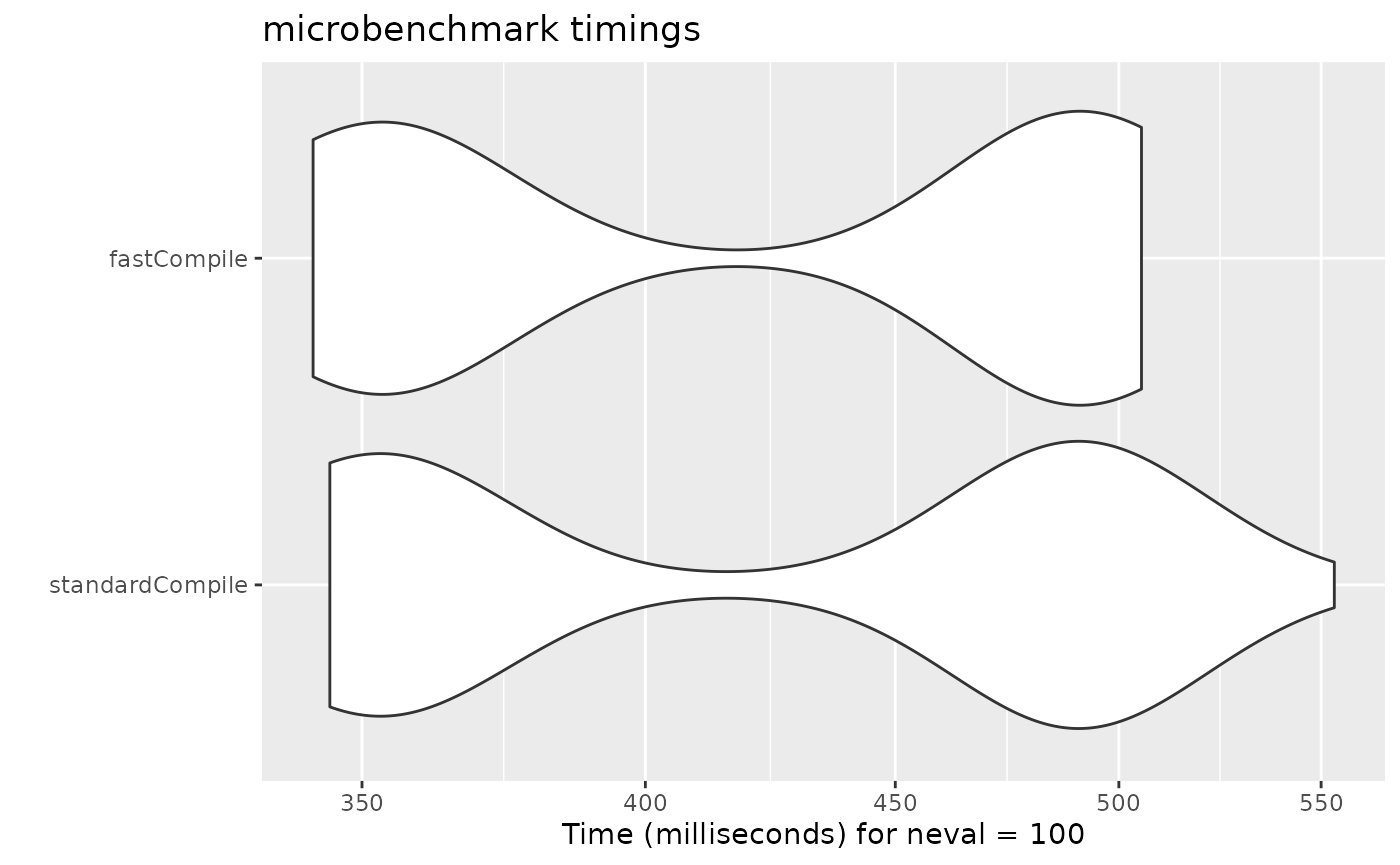 microbenchmark timings
fastCompile
standardCompile
350 400 450 500 550
Time (milliseconds) for neval = 100